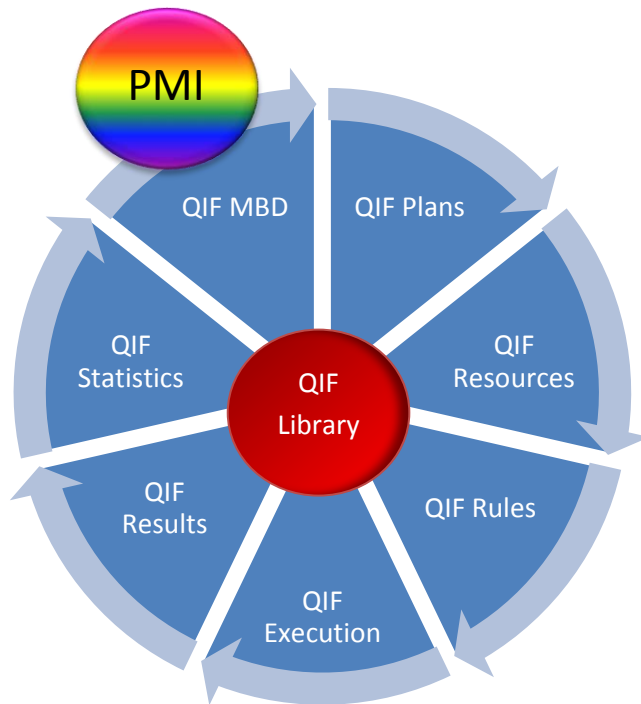 PMI
QIF MBD
QIF Plans
QIF
Statistics
QIF
Resources
QIF
Library
QIF
Results
QIF Rules
QIF
Execution